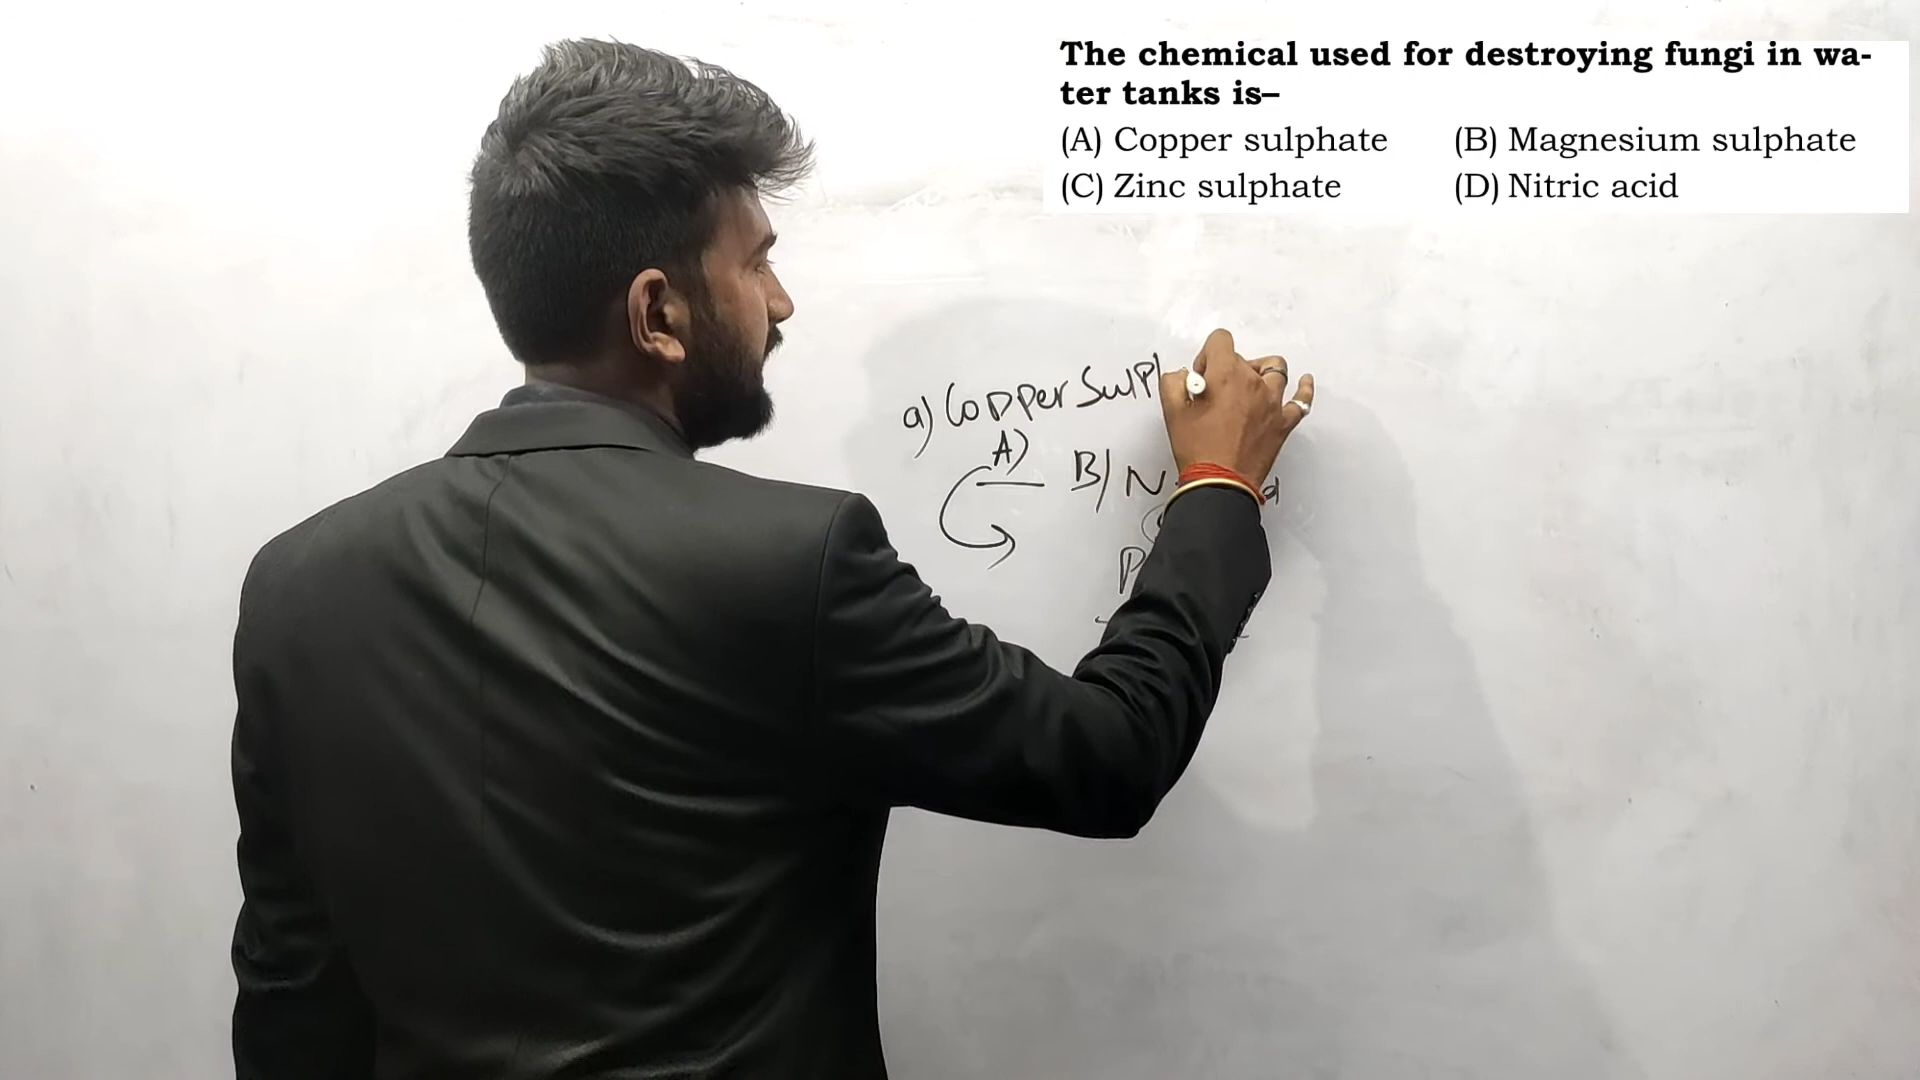 The chemical used for destroying fungi in wa-
ter tanks is–
(A) Copper sulphate (B) Magnesium sulphate
(C) Zinc sulphate (D) Nitric acid
a) Copper Sulph
A)
B) N
P